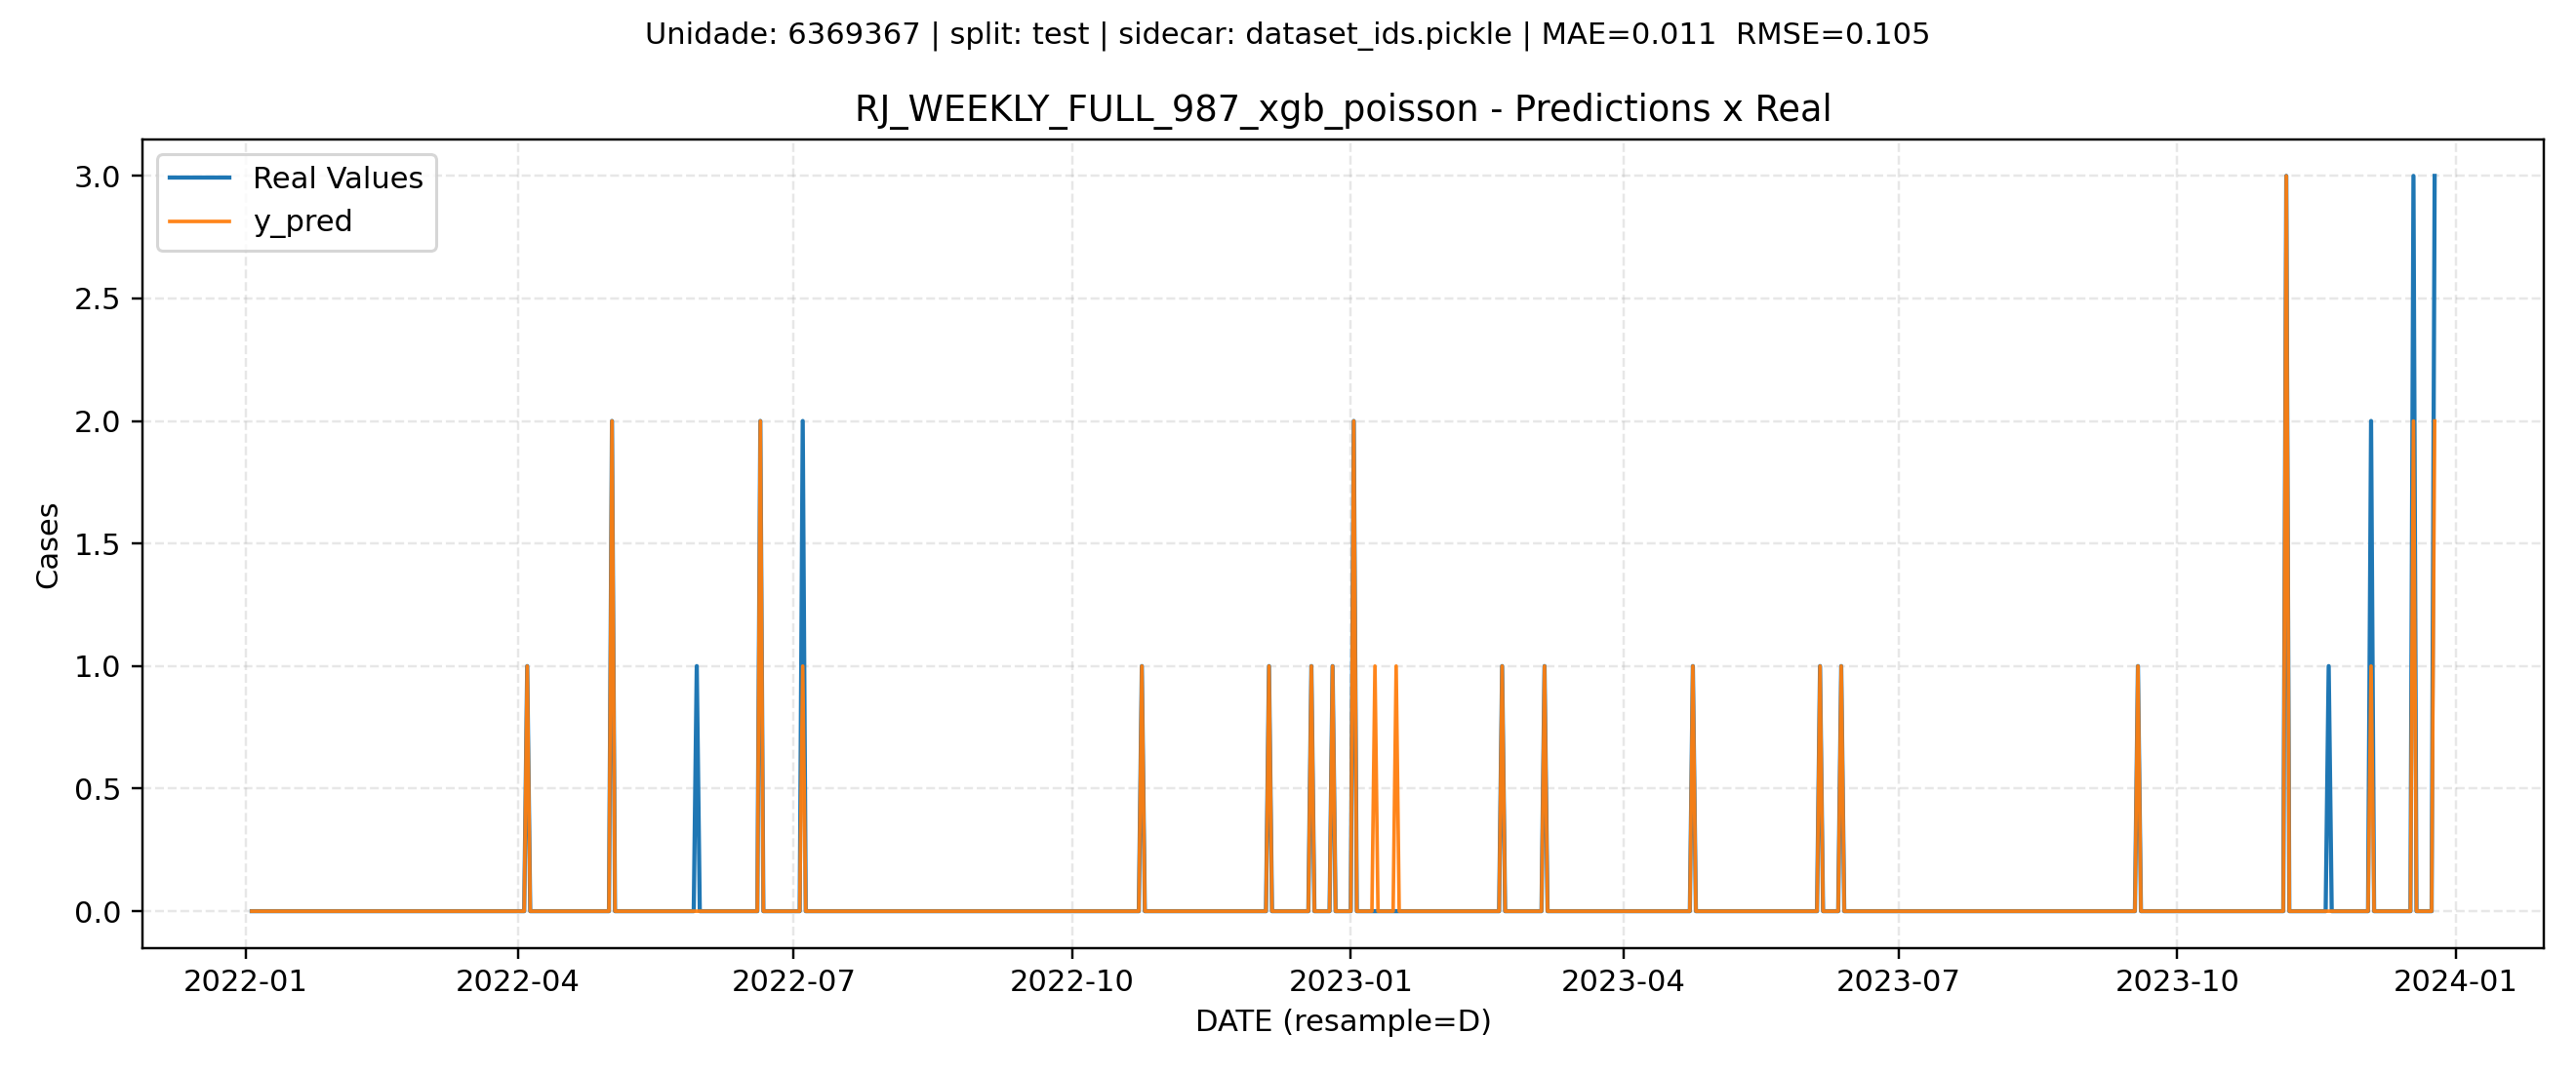 Unidade: 6369367 | split: test | sidecar: dataset_ids.pickle | MAE=0.011  RMSE=0.105
RJ_WEEKLY_FULL_987_xgb_poisson - Predictions x Real
Real Values
y_pred
Cases
3.0
2.5
2.0
1.5
1.0
0.5
0.0
2022-01 2022-04 2022-07 2022-10 2023-01 2023-04 2023-07 2023-10 2024-01
DATE (resample=D)